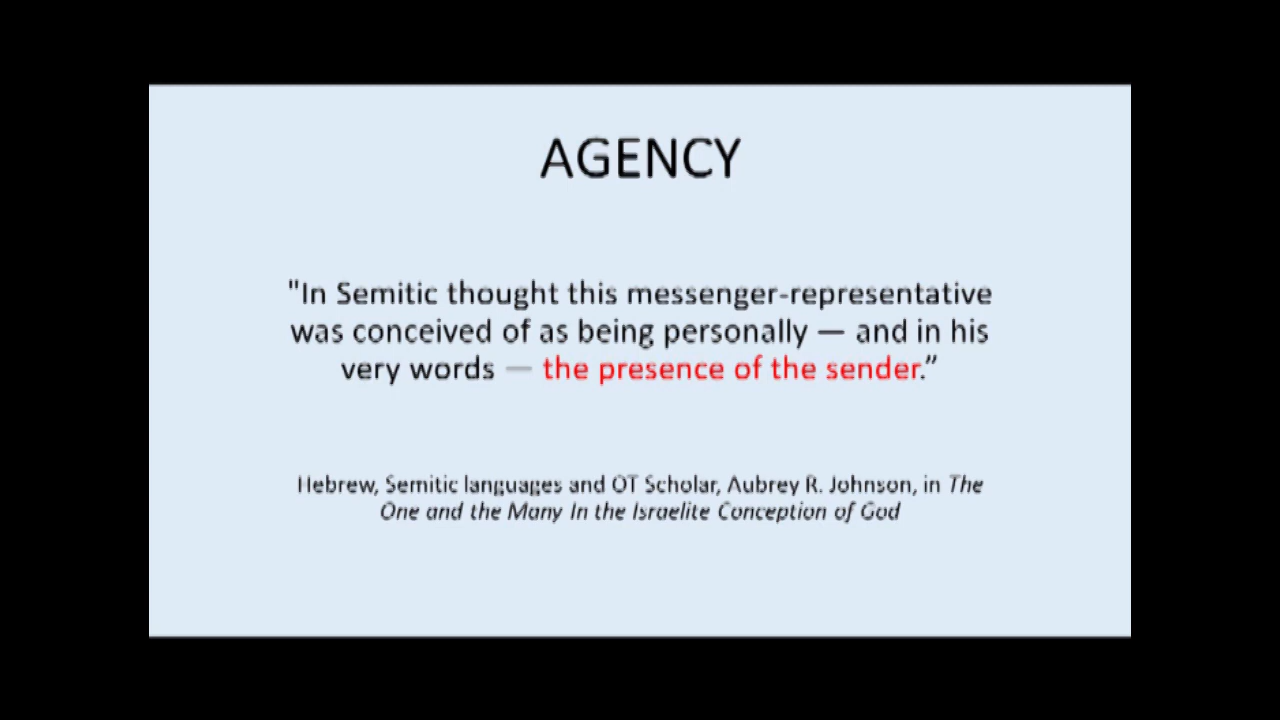 AGENCY
"In Semitic thought this messenger-representative
was conceived of as being personally — and in his
very words — the presence of the sender.”
Hebrew, Semitic languages and OT Scholar, Aubrey R. Johnson, in The
One and the Many In the Israelite Conception of God